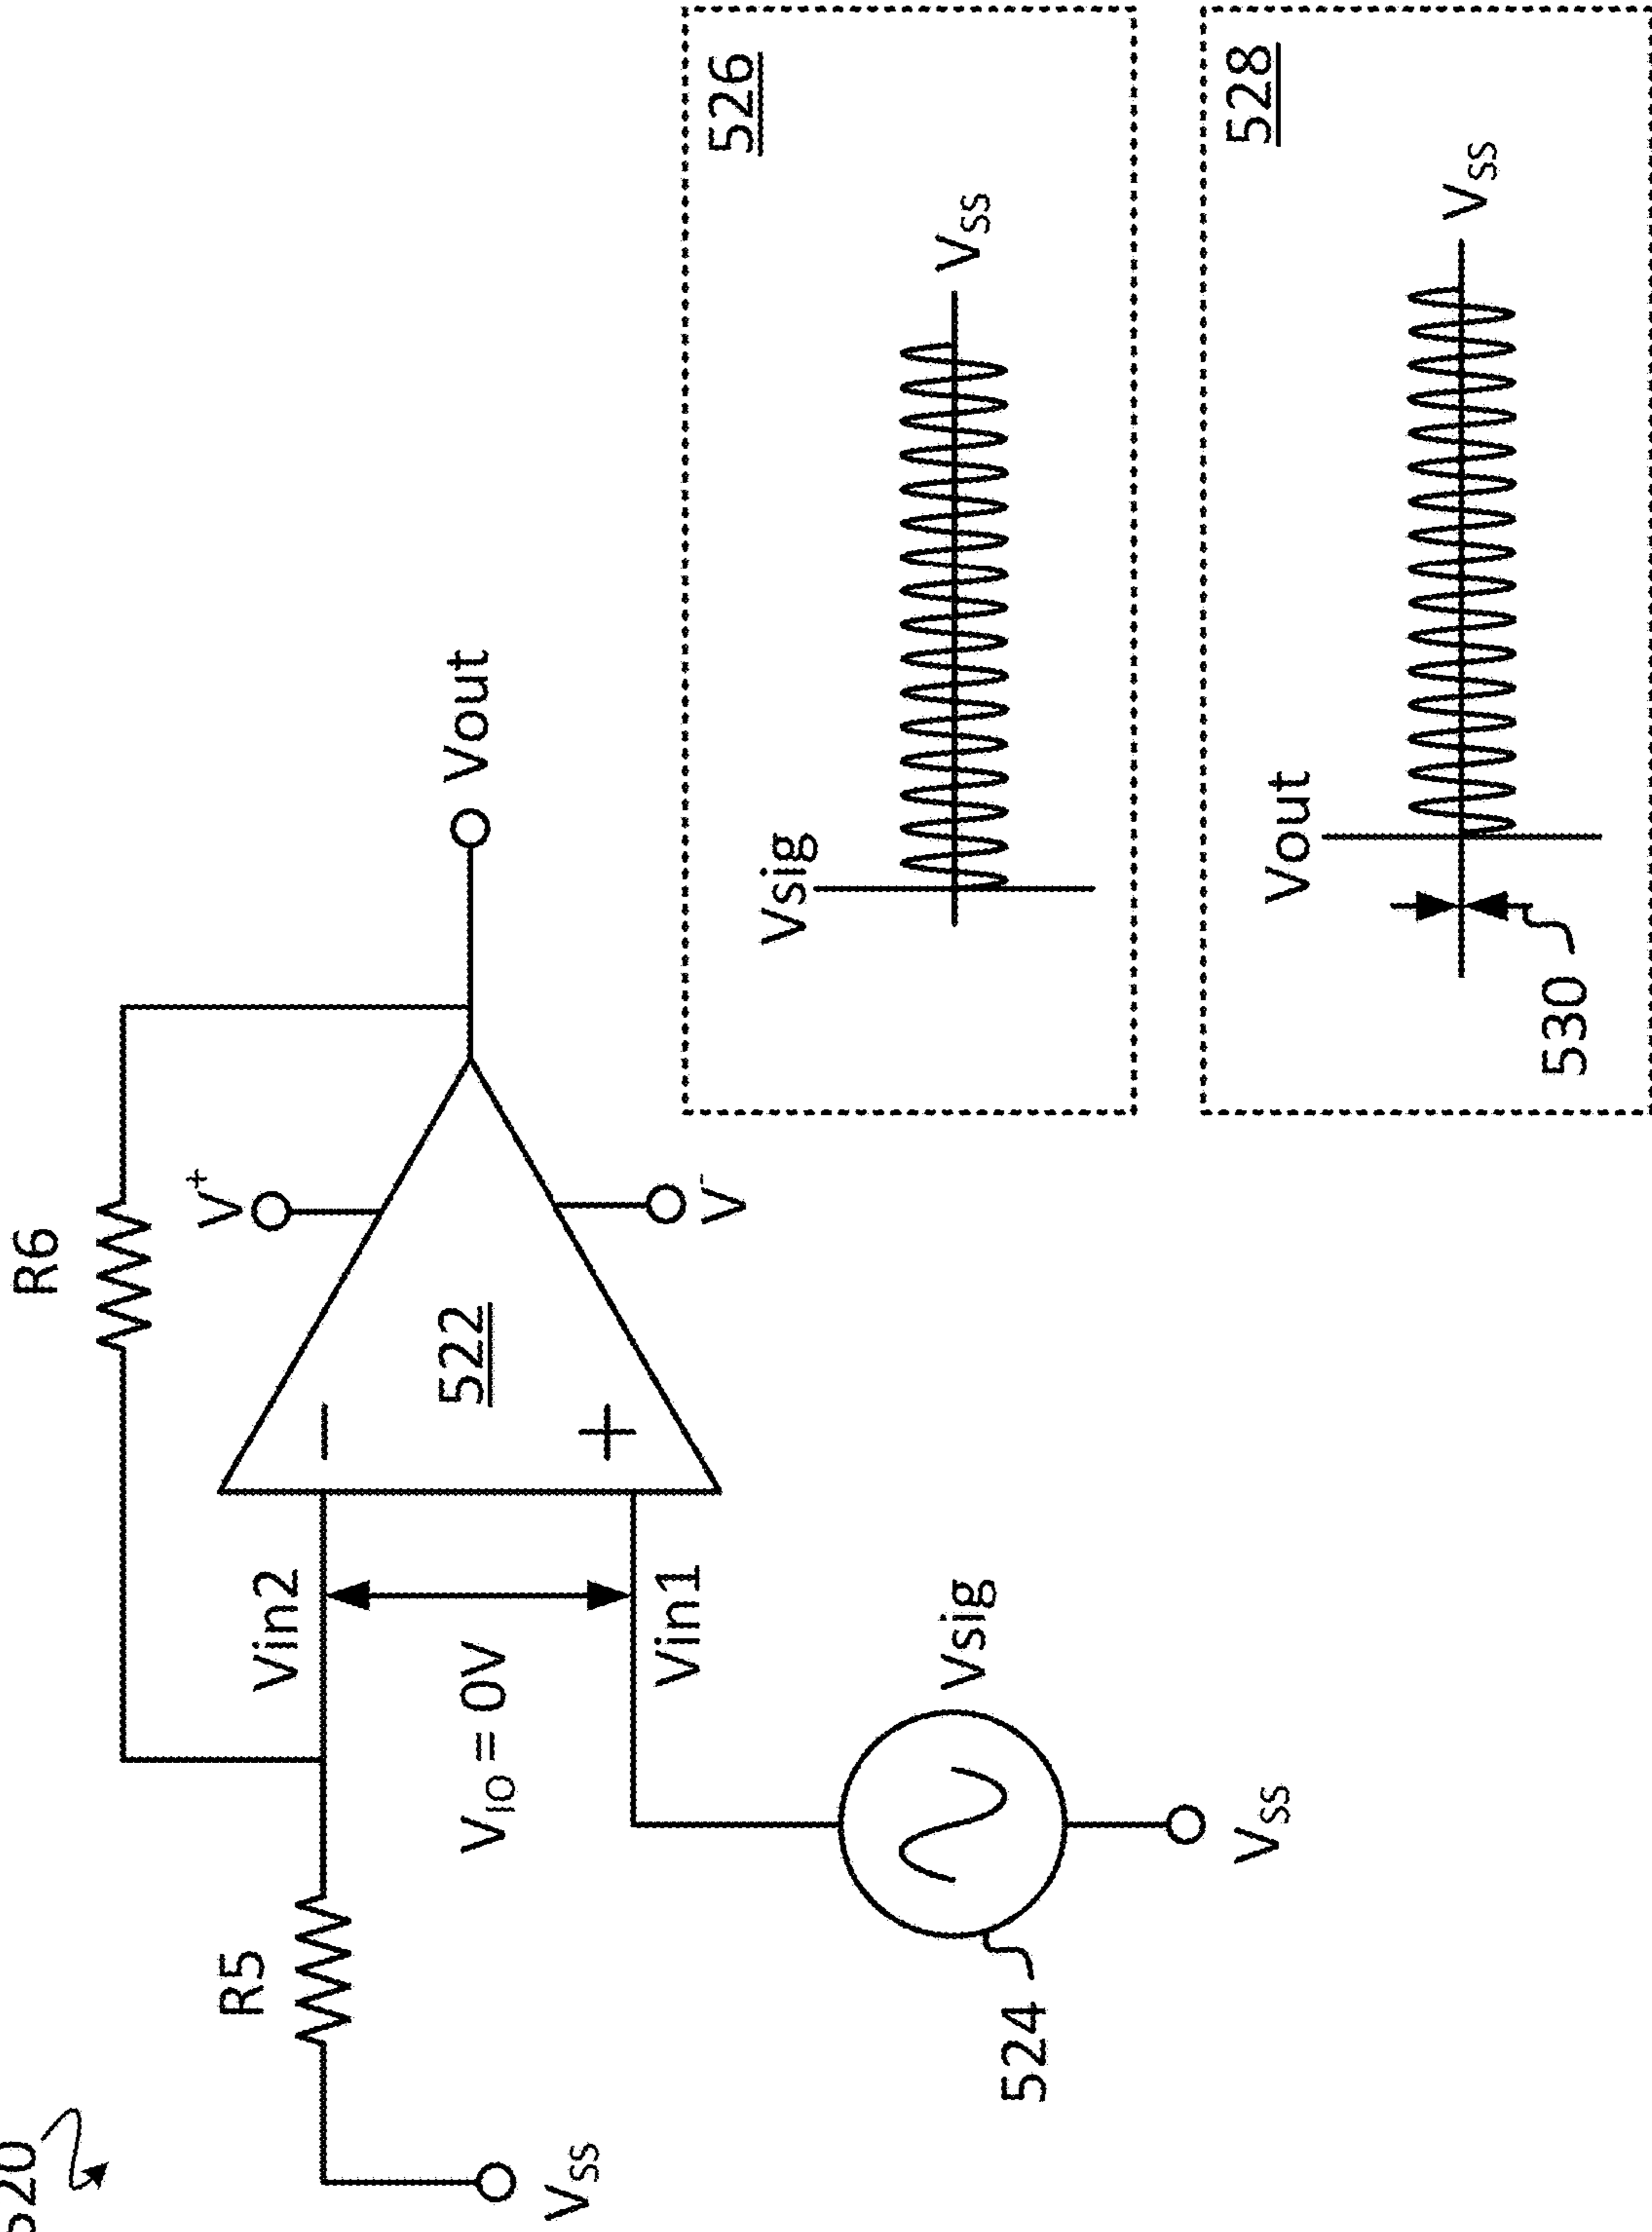 520
R6
V+
R5
Vin2
522
Vout
VIO = 0V
Vin1
V-
VSS
Vsig
524
VSS
526
Vsig
VSS
528
Vout
VSS
530